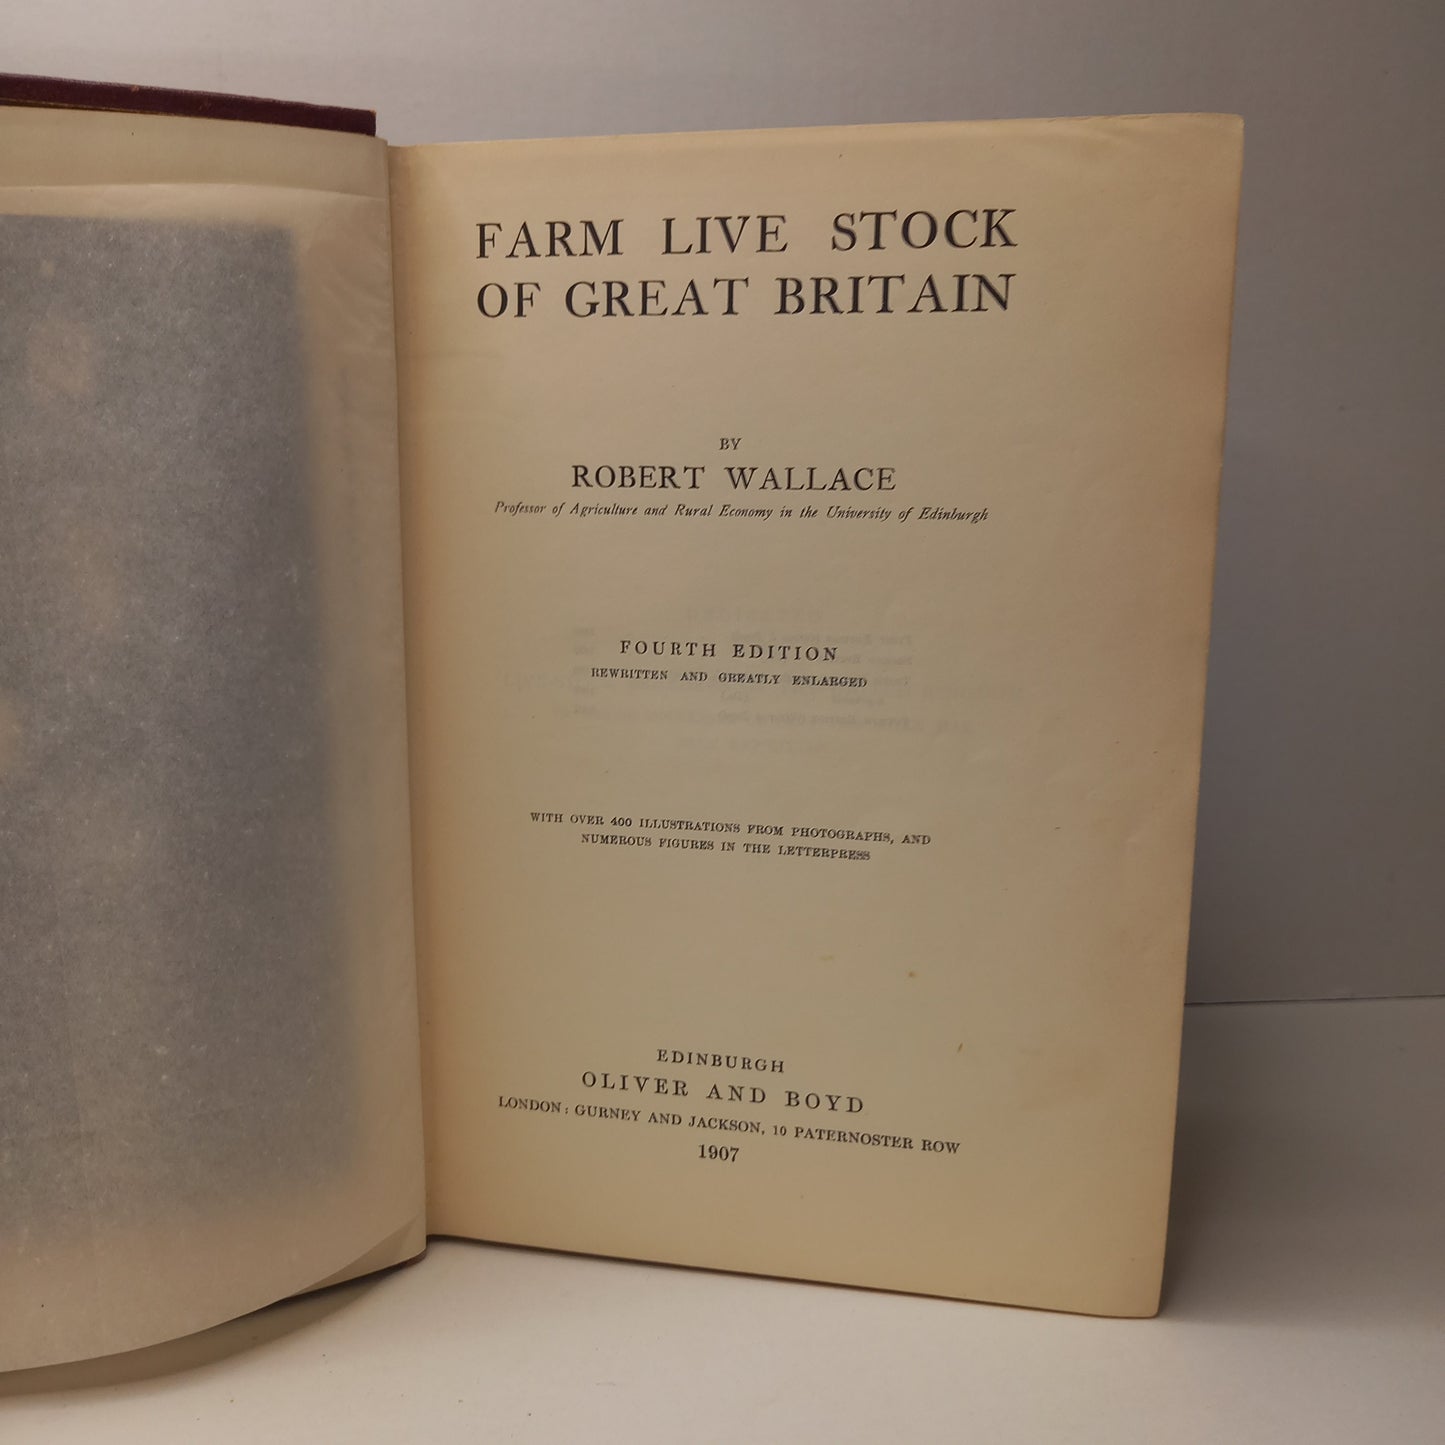 FARM LIVE STOCK
OF GREAT BRITAIN
BY
ROBERT WALLACE
Professor of Agriculture and Rural Economy in the University of Edinburgh
FOURTH EDITION
REWRITTEN AND GREATLY ENLARGED
WITH OVER 400 ILLUSTRATIONS FROM PHOTOGRAPHS, AND
NUMEROUS FIGURES IN THE LETTERPRESS
EDINBURGH
OLIVER AND BOYD
LONDON: GURNEY AND JACKSON, 10 PATERNOSTER ROW
1907